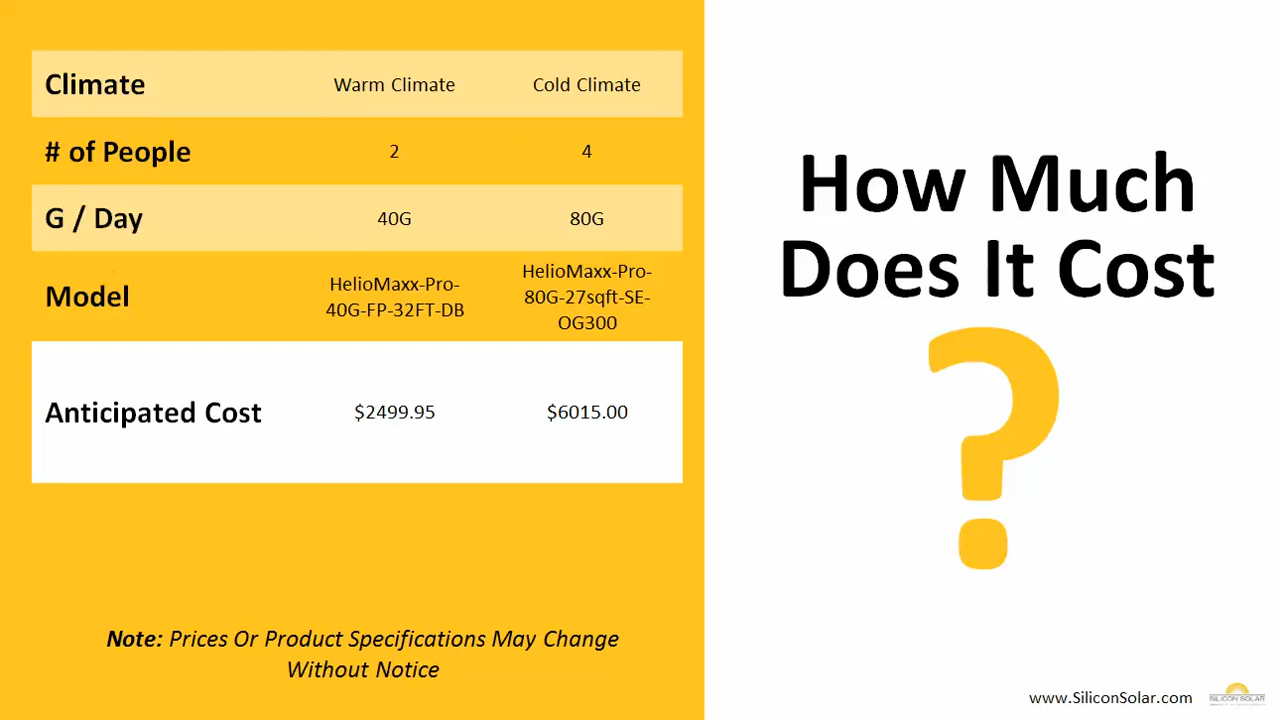 Climate Warm Climate Cold Climate
# of People 2 4
G / Day 40G 80G
Model HelioMaxx-Pro-40G-FP-32FT-DB HelioMaxx-Pro-80G-27sqft-SE-OG300
Anticipated Cost $2499.95 $6015.00
Note: Prices Or Product Specifications May Change
Without Notice
How Much
Does It Cost
?
www.SiliconSolar.com
SILICON SOLAR